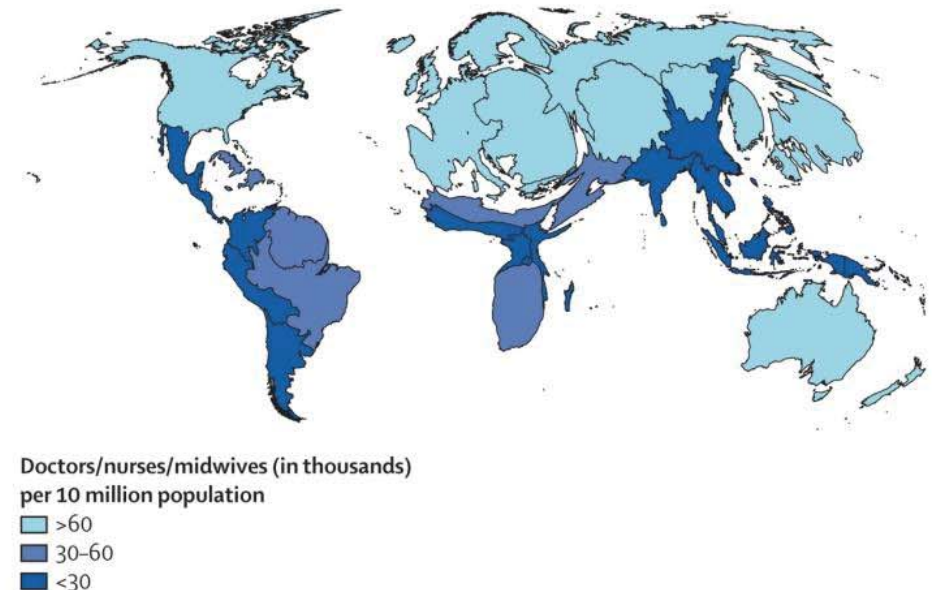 Doctors/nurses/midwives (in thousands)
per 10 million population
>60
30–60
<30